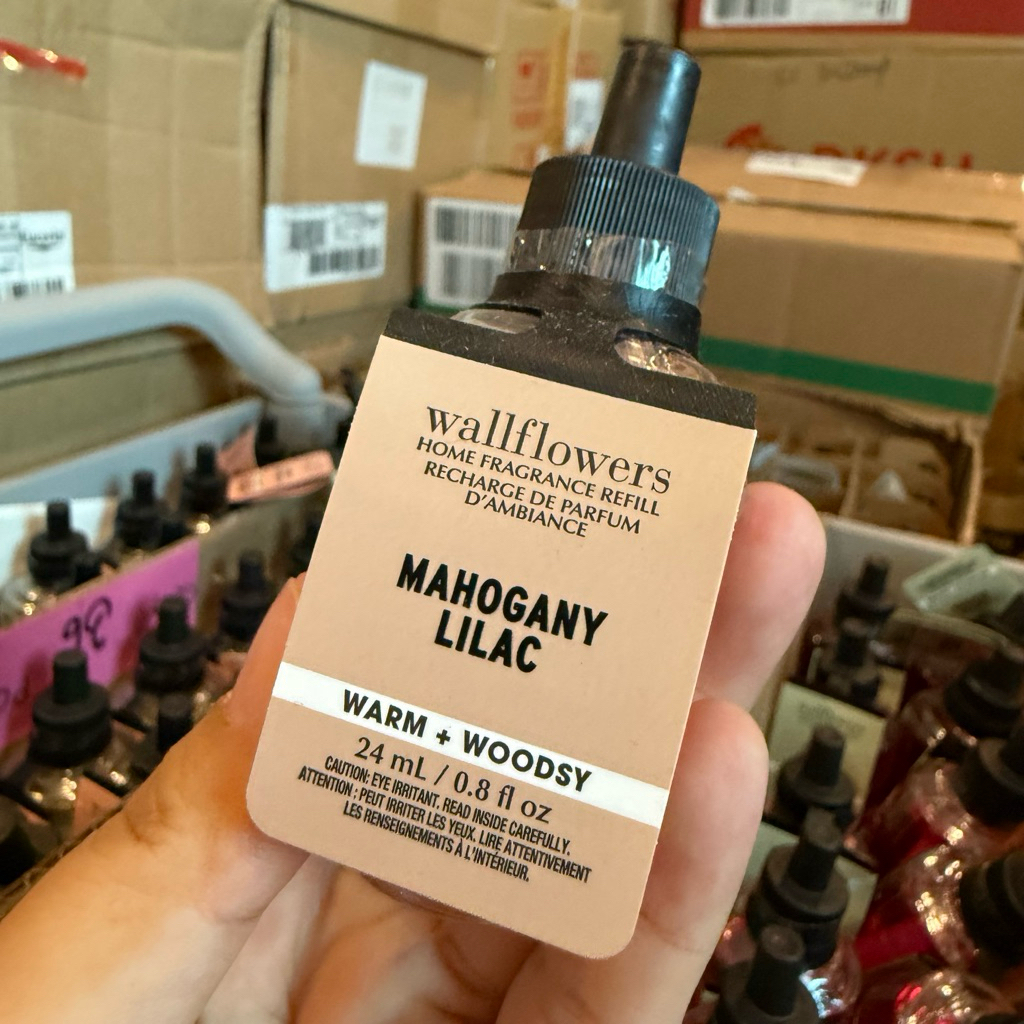 wallflowers
HOME FRAGRANCE REFILL
RECHARGE DE PARFUM
D'AMBIANCE
MAHOGANY
LILAC
WARM + WOODSY
24 mL / 0.8 fl oz
CAUTION: EYE IRRITANT. READ INSIDE CAREFULLY.
ATTENTION : PEUT IRRITER LES YEUX. LIRE ATTENTIVEMENT
LES RENSEIGNEMENTS À L'INTÉRIEUR.